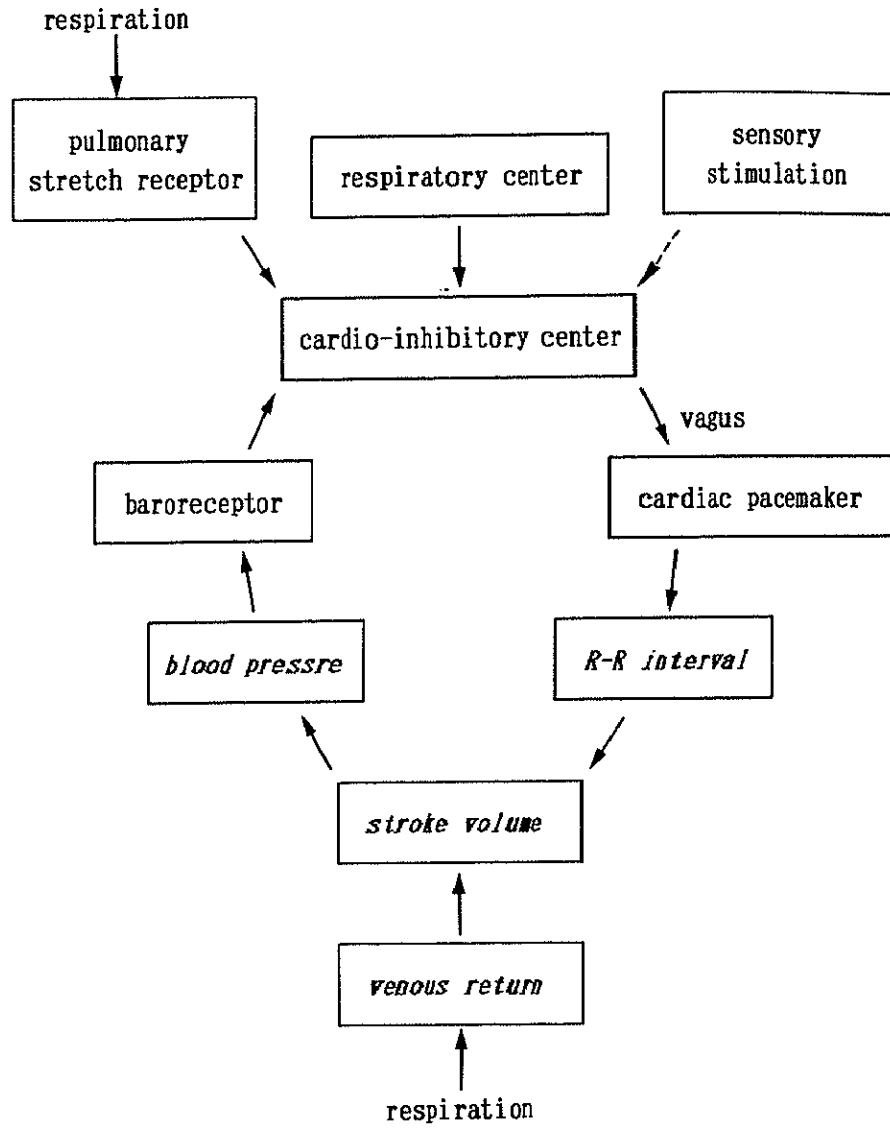 respiration
pulmonary
stretch receptor
respiratory center
sensory
stimulation
cardio-inhibitory center
vagus
baroreceptor
cardiac pacemaker
blood pressre
R-R interval
stroke volume
venous return
respiration